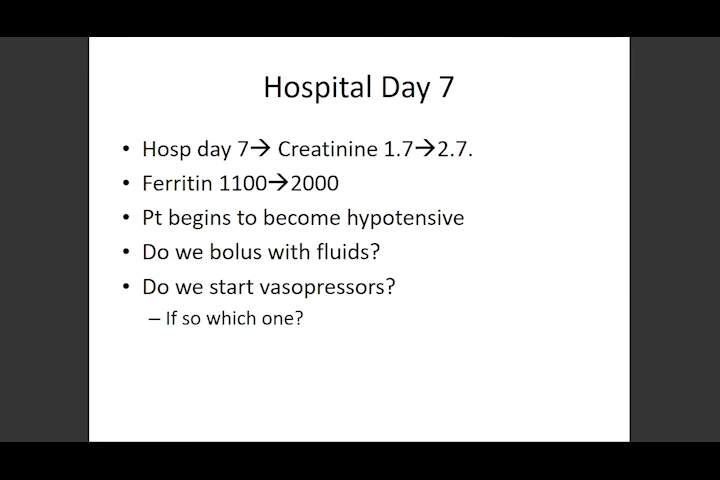 Hospital Day 7
• Hosp day 7→ Creatinine 1.7→2.7.
• Ferritin 1100→2000
• Pt begins to become hypotensive
• Do we bolus with fluids?
• Do we start vasopressors?
– If so which one?